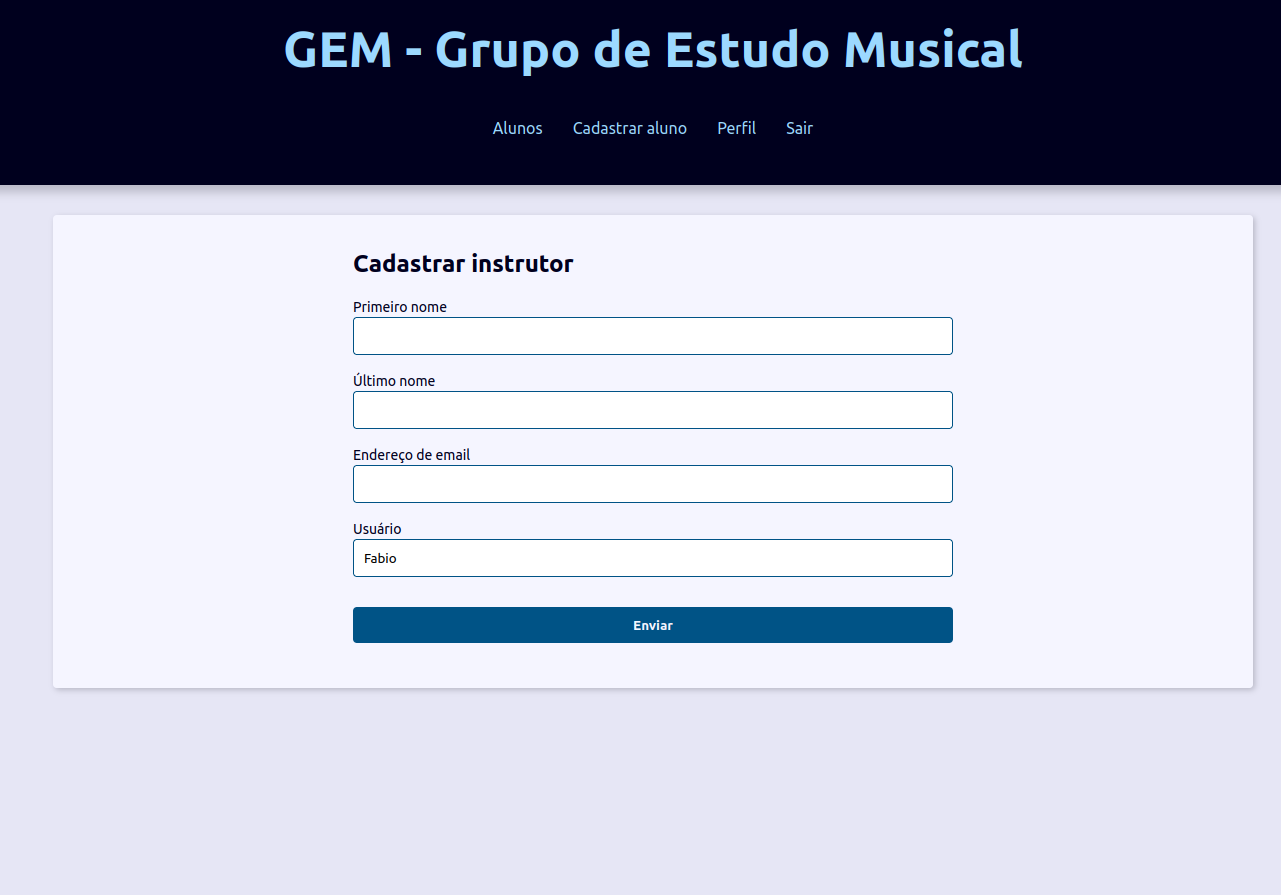 GEM - Grupo de Estudo Musical
Alunos Cadastrar aluno Perfil Sair
Cadastrar instrutor
Primeiro nome
Último nome
Endereço de email
Usuário
Fabio
Enviar